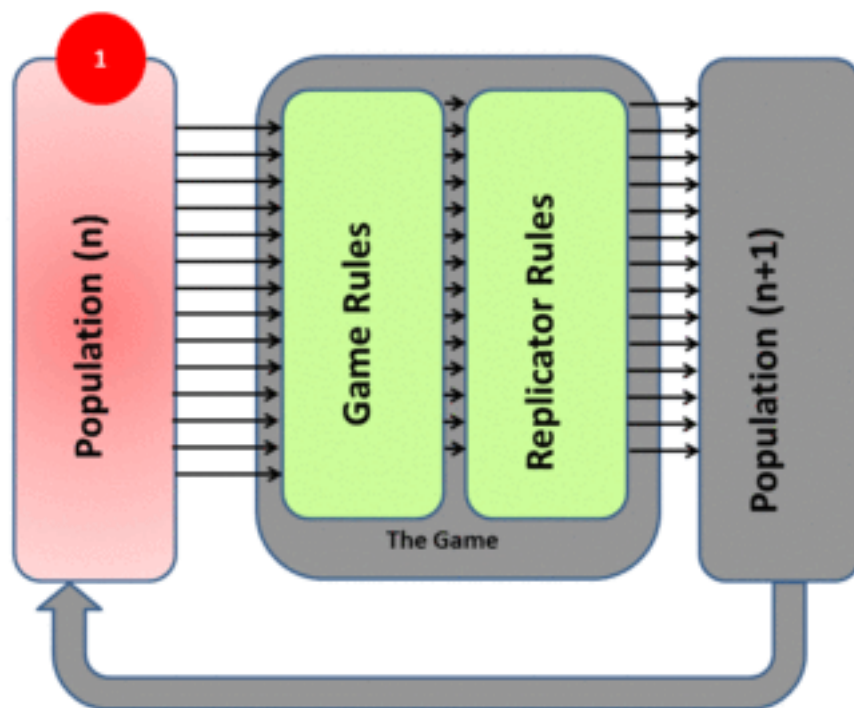 1
Population (n)
Game Rules
Replicator Rules
Population (n+1)
The Game